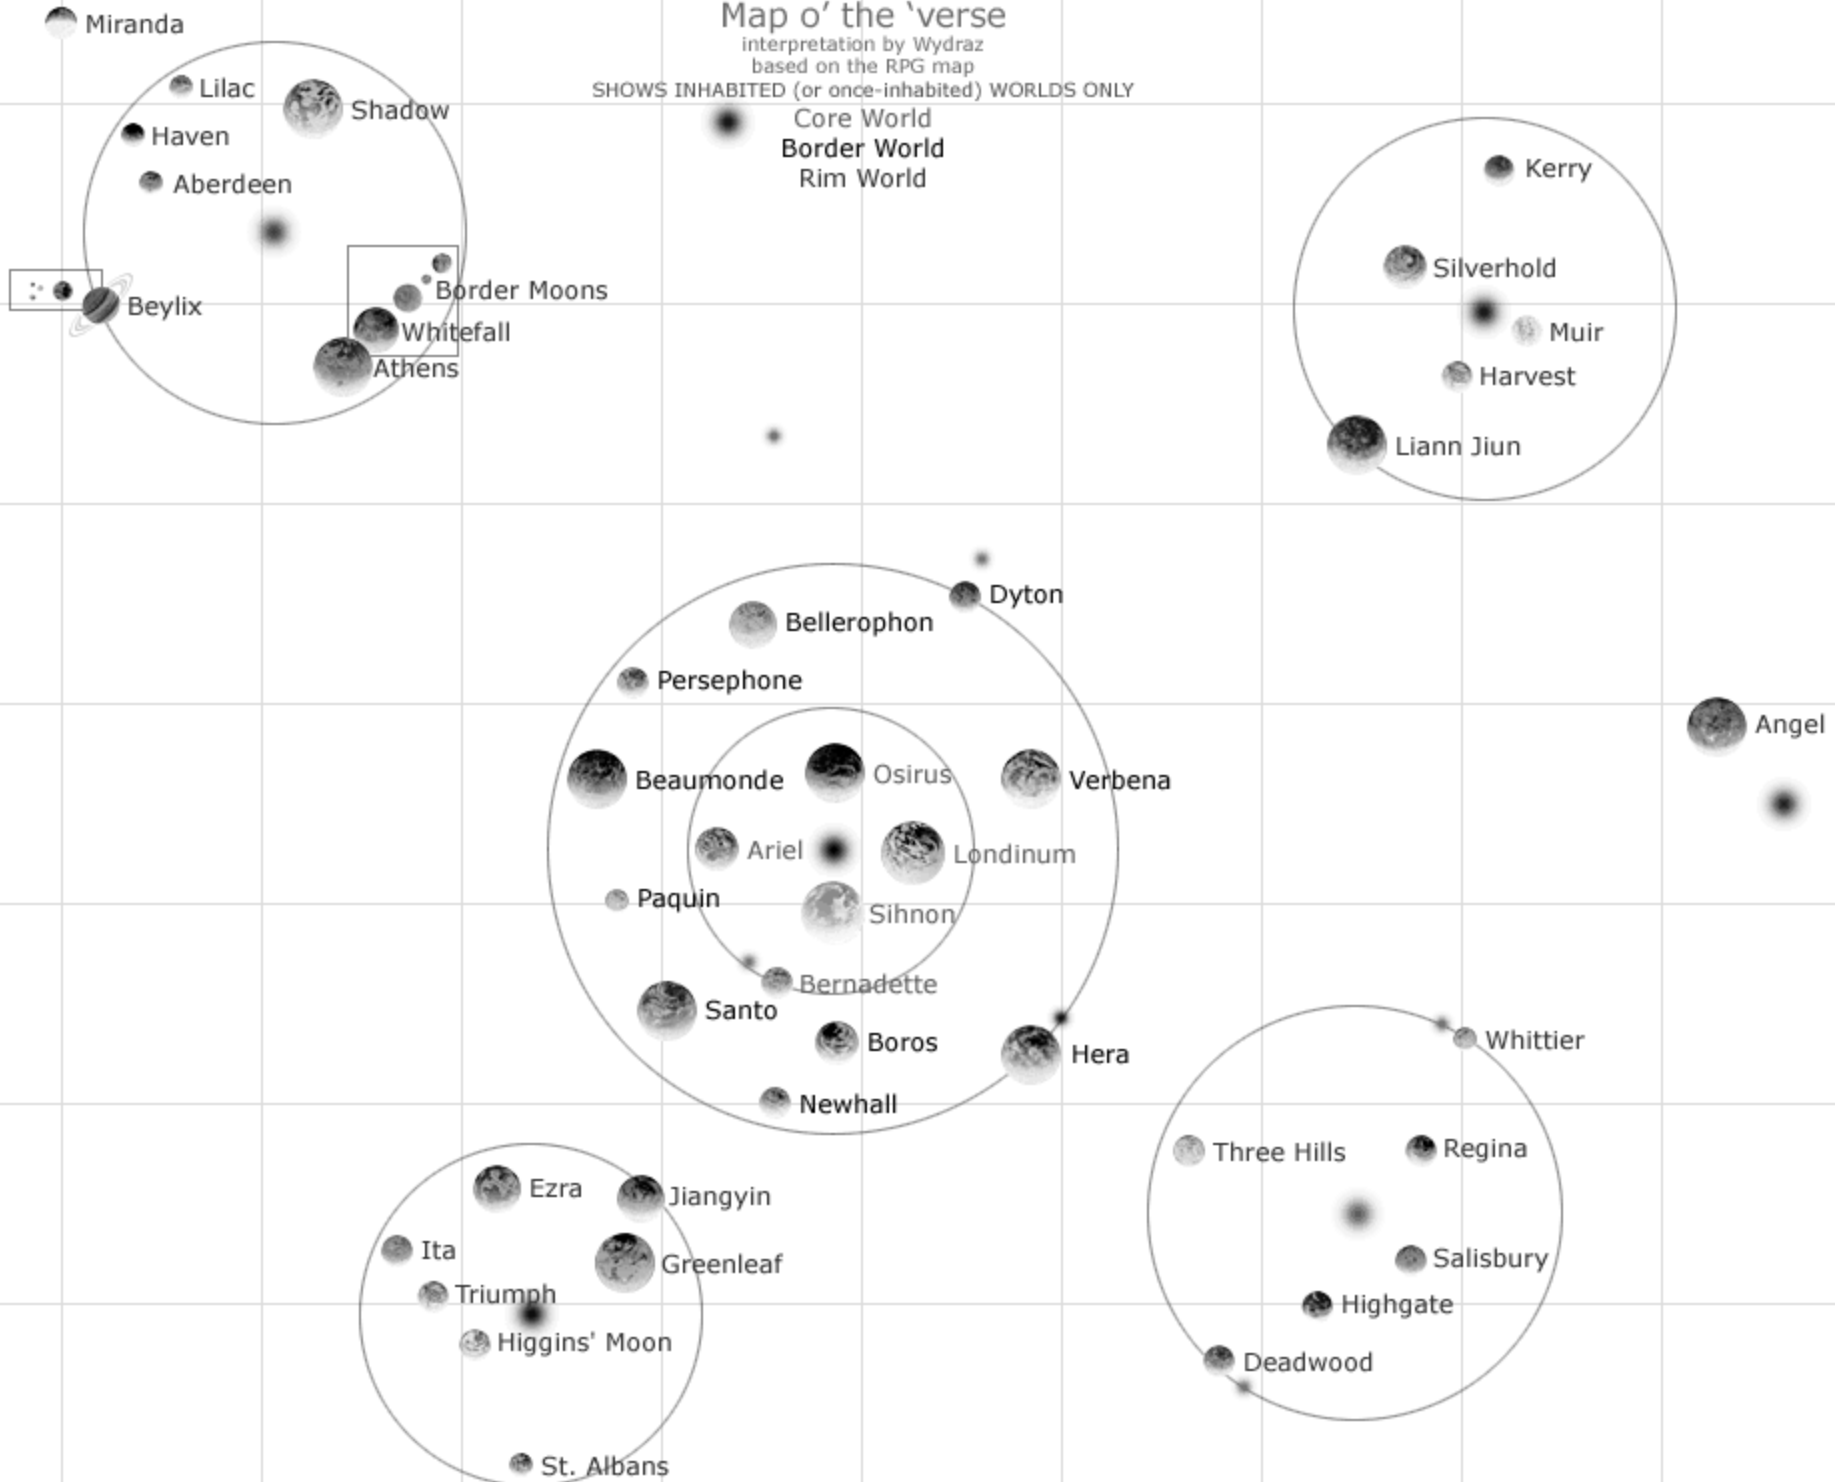 Map o' the 'verse
interpretation by Wydraz
based on the RPG map
SHOWS INHABITED (or once-inhabited) WORLDS ONLY
Core World
Border World
Rim World
Miranda
Lilac
Shadow
Haven
Aberdeen
Border Moons
Beylix
Whitefall
Athens
Kerry
Silverhold
Muir
Harvest
Liann Jiun
Dyton
Bellerophon
Persephone
Osirus
Beaumonde
Verbena
Ariel
Londinum
Paquin
Sihnon
Bernadette
Santo
Boros
Hera
Newhall
Angel
Whittier
Three Hills
Regina
Salisbury
Highgate
Deadwood
Ezra
Jiangyin
Ita
Greenleaf
Triumph
Higgins' Moon
St. Albans